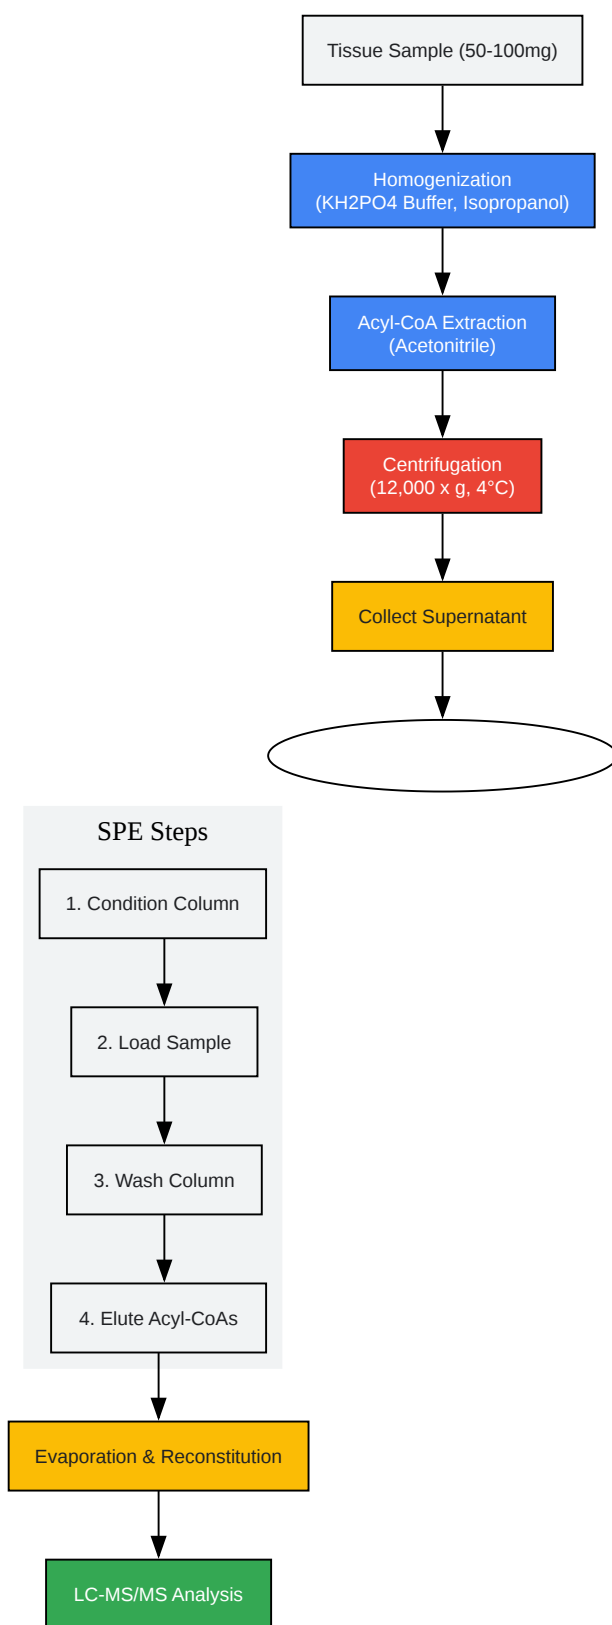 Tissue Sample (50-100mg)
Homogenization
(KH2PO4 Buffer, Isopropanol)
Acyl-CoA Extraction
(Acetonitrile)
Centrifugation
(12,000 x g, 4°C)
Collect Supernatant
SPE Steps
1. Condition Column
2. Load Sample
3. Wash Column
4. Elute Acyl-CoAs
Evaporation & Reconstitution
LC-MS/MS Analysis